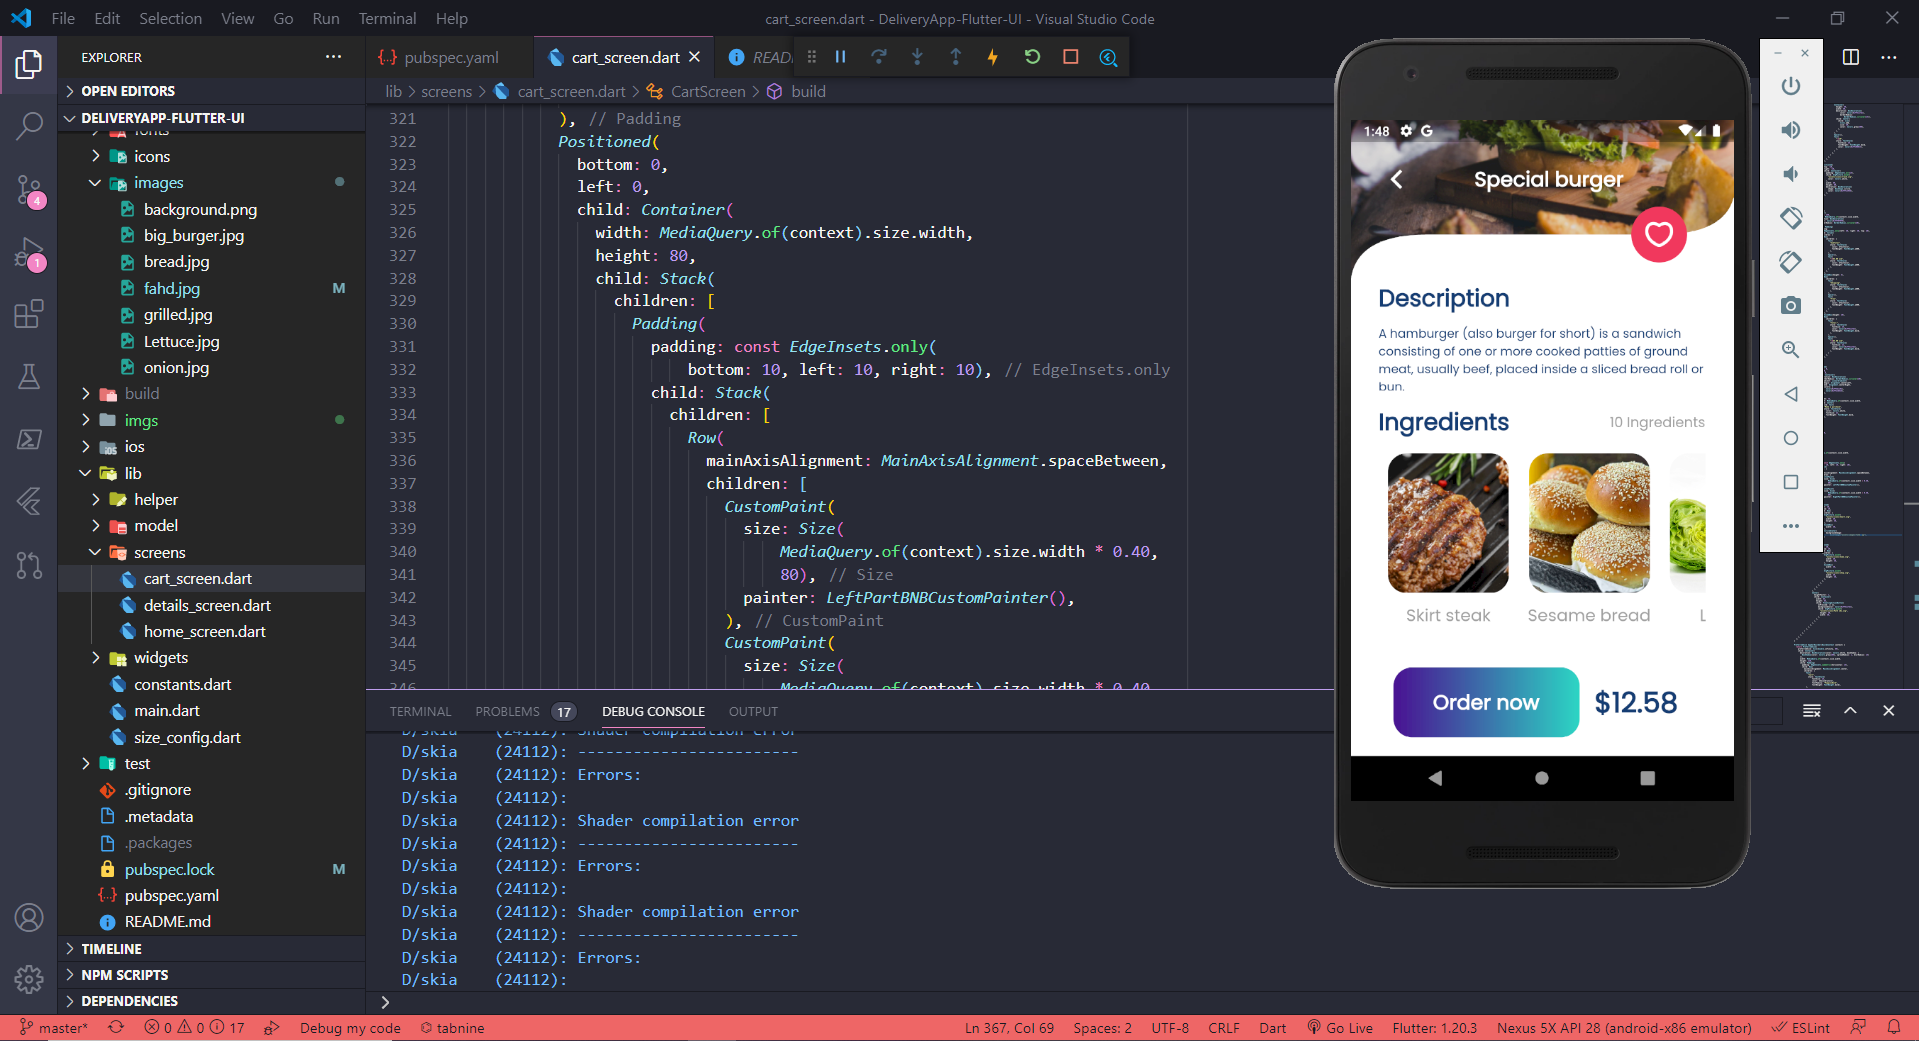 File Edit Selection View Go Run Terminal Help
cart_screen.dart - DeliveryApp-Flutter-UI - Visual Studio Code
EXPLORER
OPEN EDITORS
DELIVERYAPP-FLUTTER-UI
fonts
icons
images
background.png
big_burger.jpg
bread.jpg
fahd.jpg M
grilled.jpg
Lettuce.jpg
onion.jpg
build
imgs
ios
lib
helper
model
screens
cart_screen.dart
details_screen.dart
home_screen.dart
widgets
constants.dart
main.dart
size_config.dart
test
.gitignore
.metadata
.packages
pubspec.lock M
pubspec.yaml
README.md
TIMELINE
NPM SCRIPTS
DEPENDENCIES
4
1
pubspec.yaml
cart_screen.dart
READ
lib > screens > cart_screen.dart > CartScreen > build
321 ), // Padding
322 Positioned(
323 bottom: 0,
324 left: 0,
325 child: Container(
326 width: MediaQuery.of(context).size.width,
327 height: 80,
328 child: Stack(
329 children: [
330 Padding(
331 padding: const EdgeInsets.only(
332 bottom: 10, left: 10, right: 10), // EdgeInsets.only
333 child: Stack(
334 children: [
335 Row(
336 mainAxisAlignment: MainAxisAlignment.spaceBetween,
337 children: [
338 CustomPaint(
339 size: Size(
340 MediaQuery.of(context).size.width * 0.40,
341 80), // Size
342 painter: LeftPartBNBCustomPainter(),
343 ), // CustomPaint
344 CustomPaint(
345 size: Size(
346 MediaQuery.of(context).size.width * 0.40
TERMINAL PROBLEMS 17 DEBUG CONSOLE OUTPUT
D/skia (24112): Shader compilation error
D/skia (24112): ------------------------
D/skia (24112): Errors:
D/skia (24112):
D/skia (24112): Shader compilation error
D/skia (24112): ------------------------
D/skia (24112): Errors:
D/skia (24112):
D/skia (24112): Shader compilation error
D/skia (24112): ------------------------
D/skia (24112): Errors:
D/skia (24112):
1:48 G
Special burger
Description
A hamburger (also burger for short) is a sandwich
consisting of one or more cooked patties of ground
meat, usually beef, placed inside a sliced bread roll or
bun.
Ingredients 10 Ingredients
Skirt steak Sesame bread L
Order now $12.58
master* 0 0 17 Debug my code tabnine Ln 367, Col 69 Spaces: 2 UTF-8 CRLF Dart Go Live Flutter: 1.20.3 Nexus 5X API 28 (android-x86 emulator) ESLint